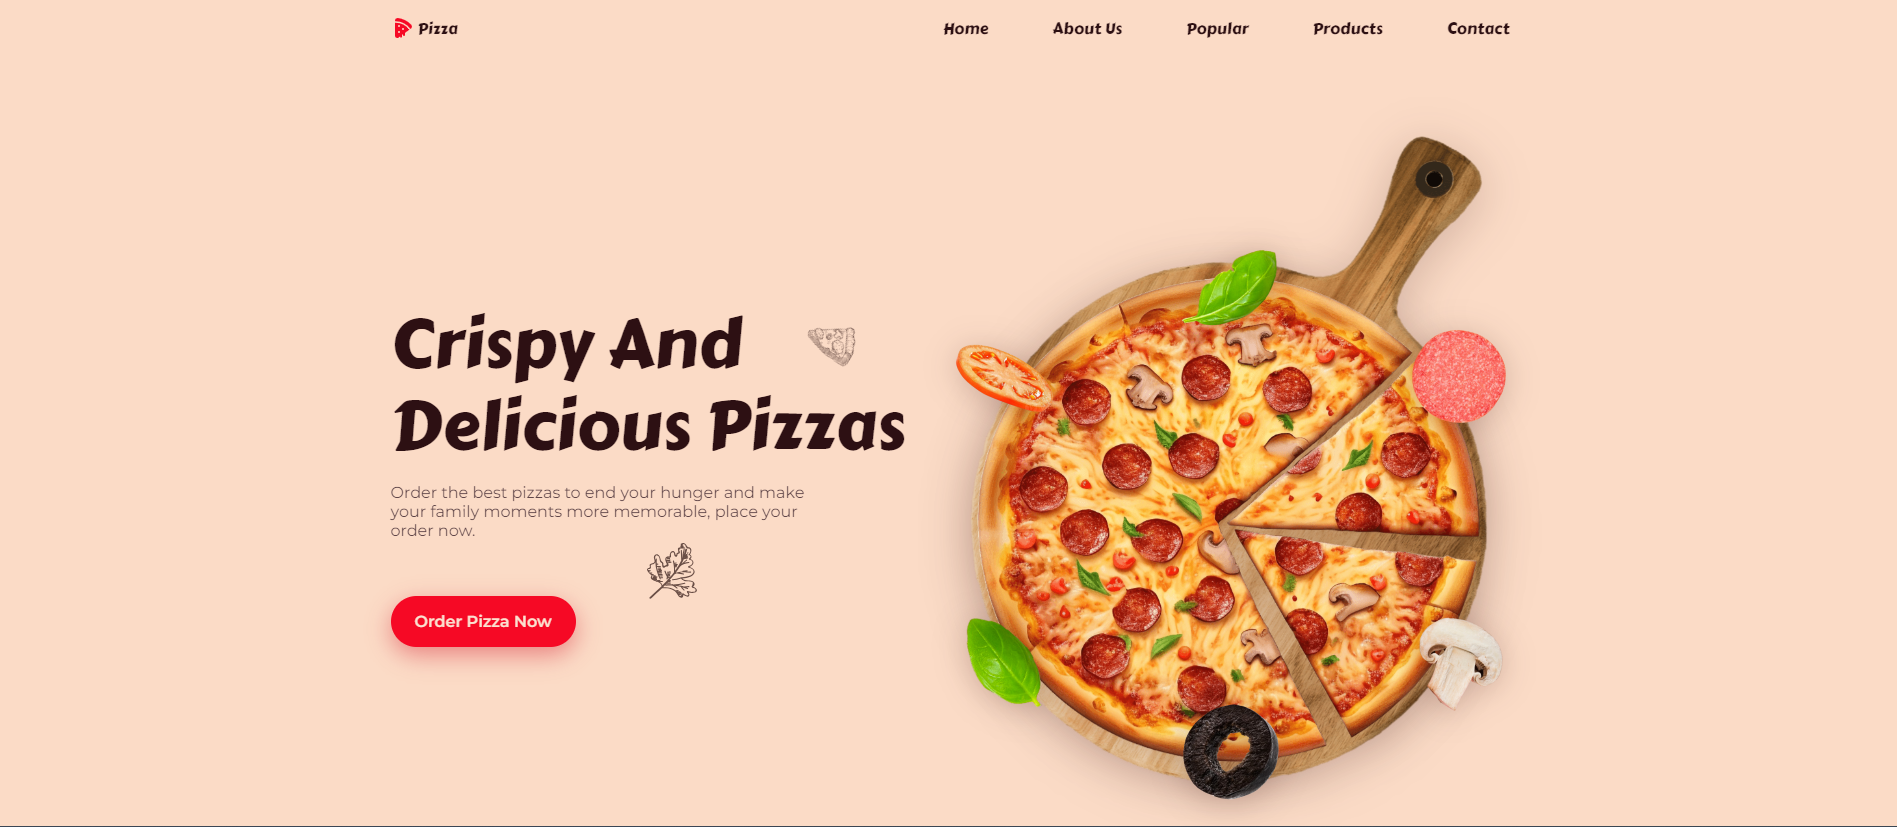 Pizza
Home
About Us
Popular
Products
Contact
Crispy And
Delicious Pizzas
Order the best pizzas to end your hunger and make
your family moments more memorable, place your
order now.
Order Pizza Now